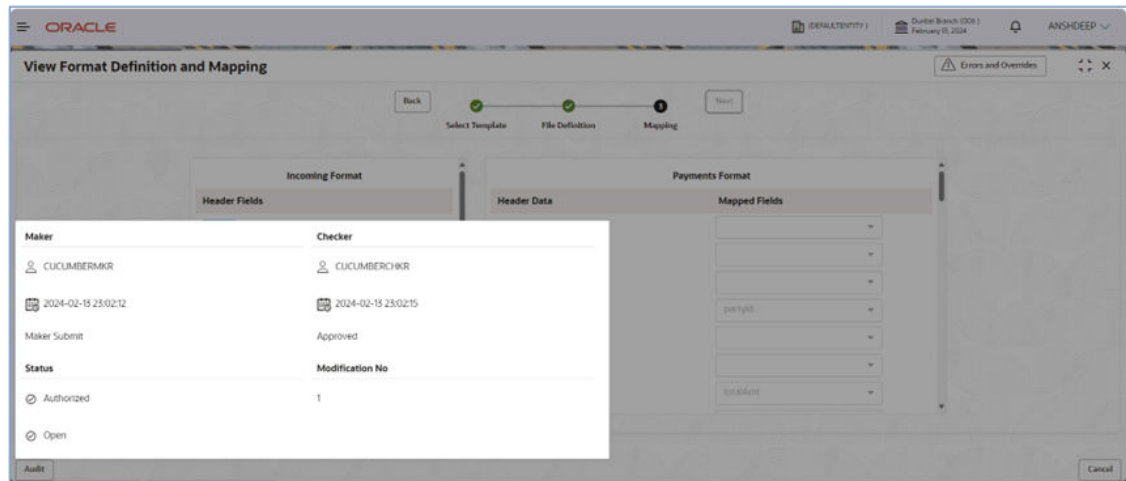 ORACLE
(DEFAULTENTITY)
Dunbel Branch (006)
February 13, 2024
ANSHDEEP
View Format Definition and Mapping
Errors and Overrides
Back
Next
Select Template
File Definition
3
Mapping
Incoming Format
Payments Format
Header Fields
Header Data
Mapped Fields
Maker
Checker
CUCUMBERMKR
CUCUMBERCHKR
2024-02-13 23:02:12
2024-02-13 23:02:15
partyId
Maker Submit
Approved
Status
Modification No
totalAmt
Authorized
1
Open
Audit
Cancel